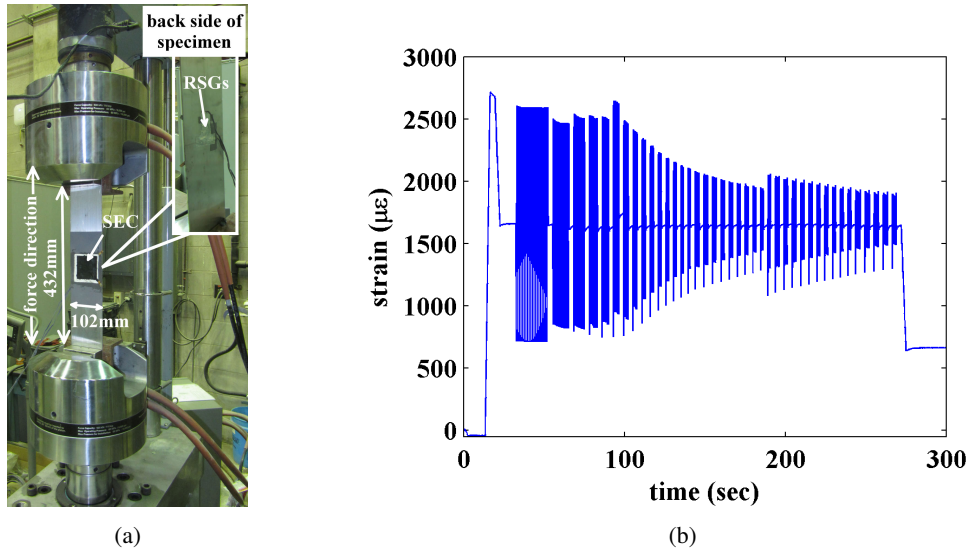 back side of
specimen
RSGs
SEC
force direction
432mm
102mm
(a)
3000
2500
2000
1500
1000
500
0
strain (με)
0
100
200
300
time (sec)
(b)